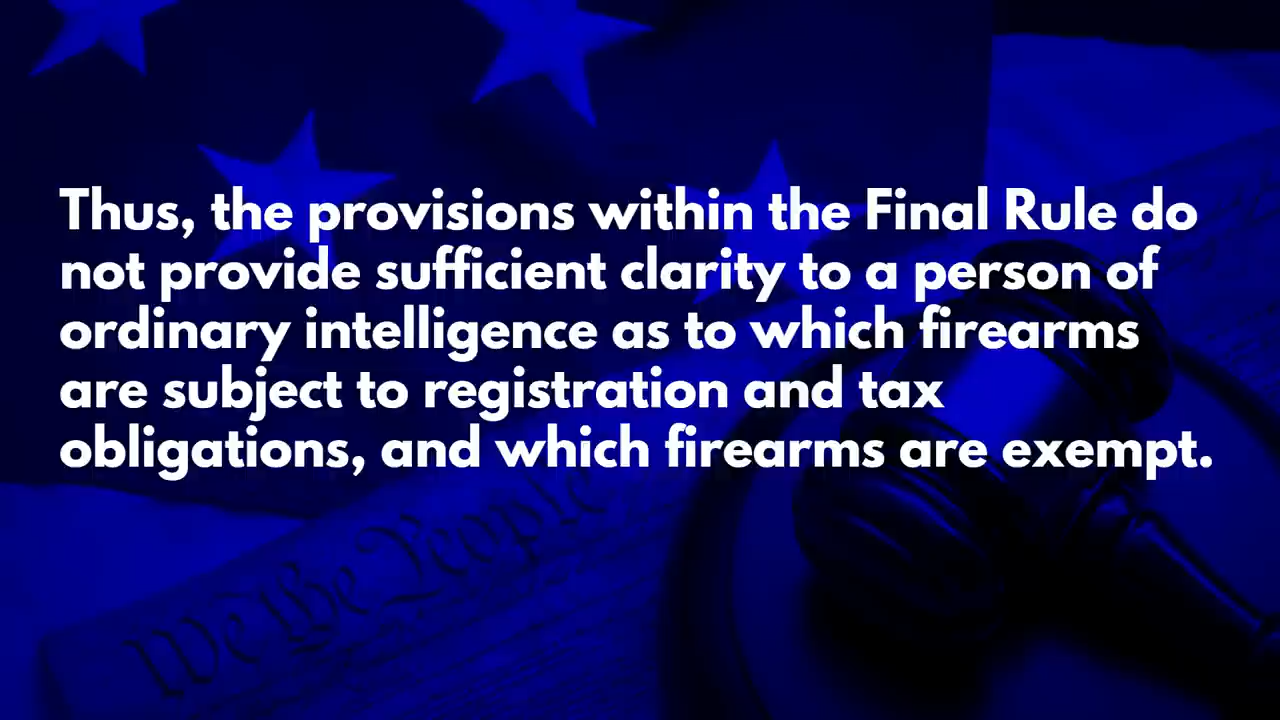 Thus, the provisions within the Final Rule do
not provide sufficient clarity to a person of
ordinary intelligence as to which firearms
are subject to registration and tax
obligations, and which firearms are exempt.
We the People